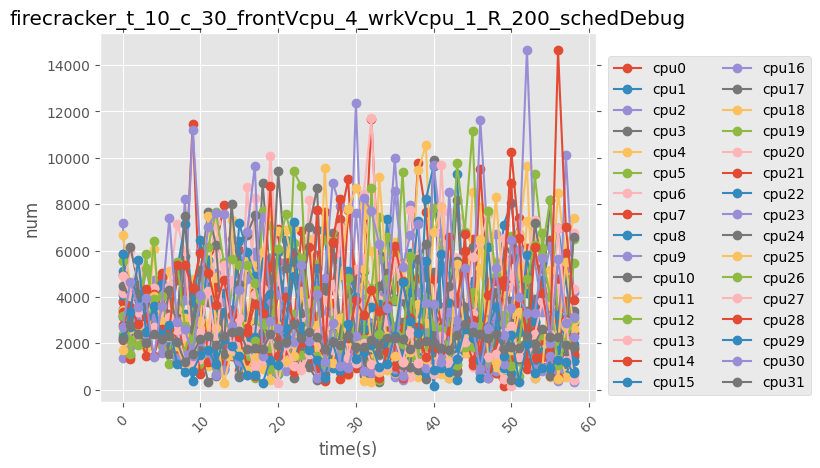 firecracker_t_10_c_30_frontVcpu_4_wrkVcpu_1_R_200_schedDebug
num
14000
12000
10000
8000
6000
4000
2000
0
0
10
20
30
40
50
60
time(s)
cpu0
cpu1
cpu2
cpu3
cpu4
cpu5
cpu6
cpu7
cpu8
cpu9
cpu10
cpu11
cpu12
cpu13
cpu14
cpu15
cpu16
cpu17
cpu18
cpu19
cpu20
cpu21
cpu22
cpu23
cpu24
cpu25
cpu26
cpu27
cpu28
cpu29
cpu30
cpu31